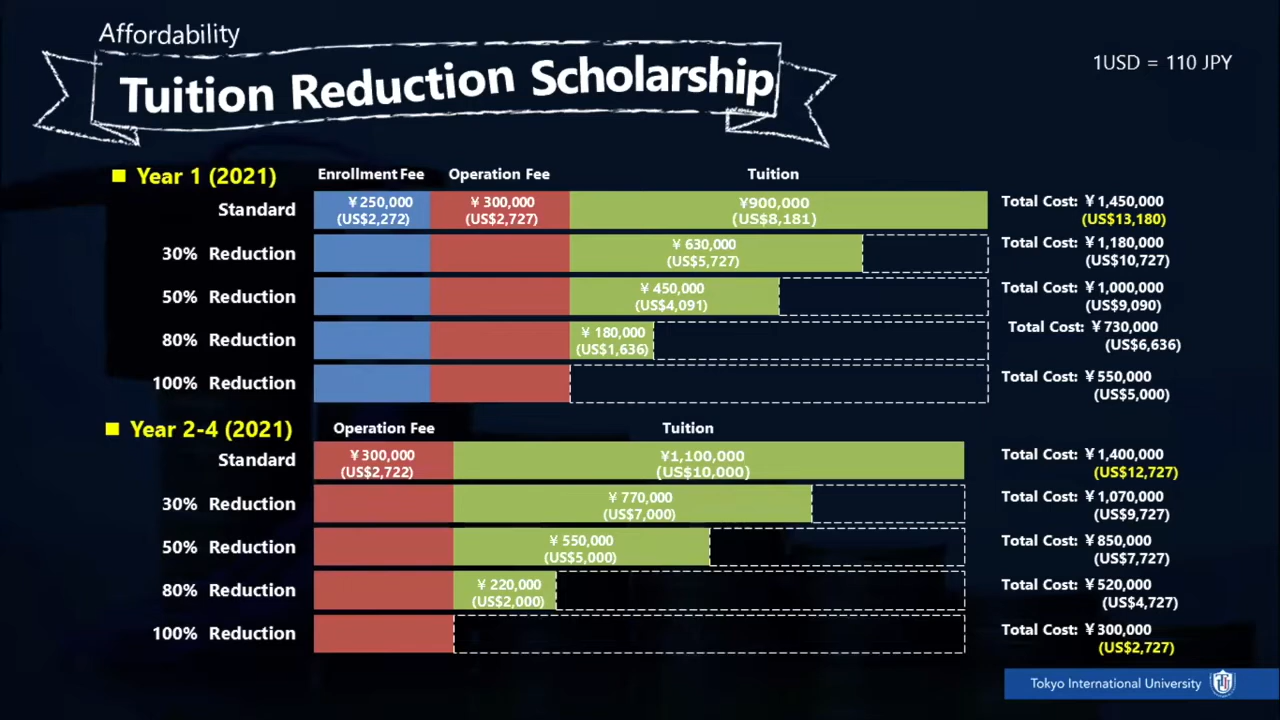 Affordability
Tuition Reduction Scholarship
1USD = 110 JPY
■ Year 1 (2021) Enrollment Fee Operation Fee Tuition
Standard ¥250,000 ¥300,000 ¥900,000 Total Cost: ¥1,450,000
(US$2,272) (US$2,727) (US$8,181) (US$13,180)
30% Reduction ¥630,000 Total Cost: ¥1,180,000
(US$5,727) (US$10,727)
50% Reduction ¥450,000 Total Cost: ¥1,000,000
(US$4,091) (US$9,090)
80% Reduction ¥180,000 Total Cost: ¥730,000
(US$1,636) (US$6,636)
100% Reduction Total Cost: ¥550,000
(US$5,000)
■ Year 2-4 (2021) Operation Fee Tuition
Standard ¥300,000 ¥1,100,000 Total Cost: ¥1,400,000
(US$2,722) (US$10,000) (US$12,727)
30% Reduction ¥770,000 Total Cost: ¥1,070,000
(US$7,000) (US$9,727)
50% Reduction ¥550,000 Total Cost: ¥850,000
(US$5,000) (US$7,727)
80% Reduction ¥220,000 Total Cost: ¥520,000
(US$2,000) (US$4,727)
100% Reduction Total Cost: ¥300,000
(US$2,727)
Tokyo International University